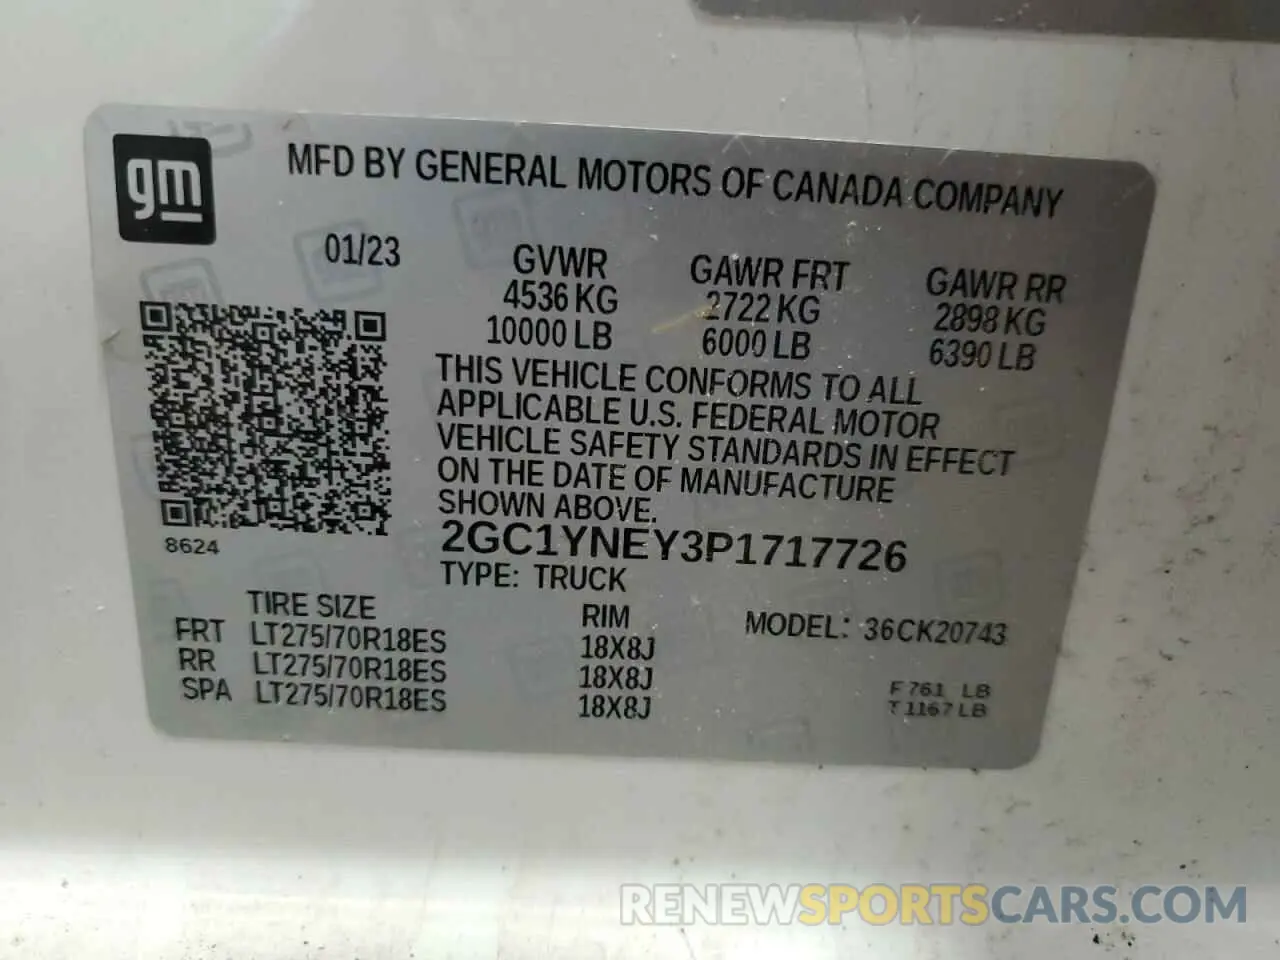 gm
MFD BY GENERAL MOTORS OF CANADA COMPANY
01/23 GVWR GAWR FRT GAWR RR
4536 KG 2722 KG 2898 KG
10000 LB 6000 LB 6390 LB
THIS VEHICLE CONFORMS TO ALL
APPLICABLE U.S. FEDERAL MOTOR
VEHICLE SAFETY STANDARDS IN EFFECT
ON THE DATE OF MANUFACTURE
SHOWN ABOVE.
8624
2GC1YNEY3P1717726
TYPE: TRUCK
TIRE SIZE RIM MODEL: 36CK20743
FRT LT275/70R18ES 18X8J
RR LT275/70R18ES 18X8J
SPA LT275/70R18ES 18X8J
F 761 LB
T 1167 LB
RENEWSPORTSCARS.COM